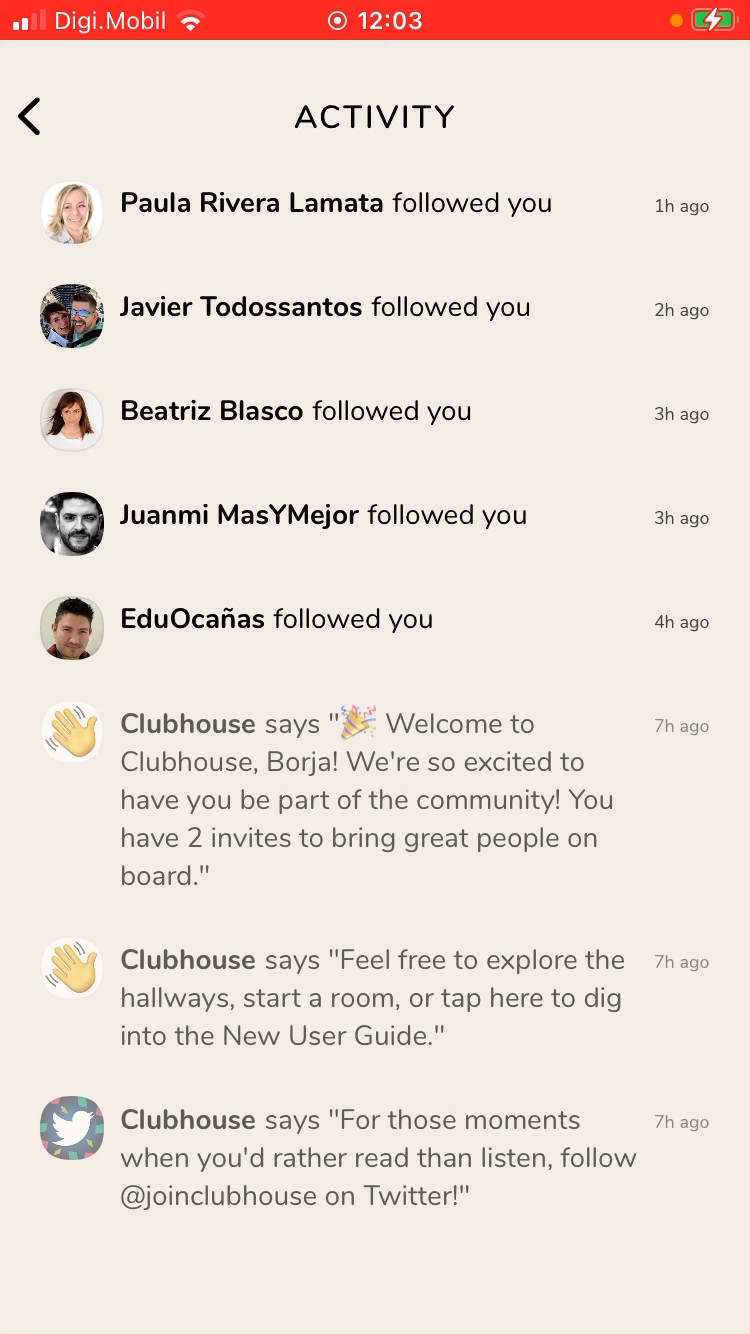 Digi.Mobil 12:03
ACTIVITY
Paula Rivera Lamata followed you 1h ago
Javier Todossantos followed you 2h ago
Beatriz Blasco followed you 3h ago
Juanmi MasYMejor followed you 3h ago
EduOcañas followed you 4h ago
Clubhouse says "🎉 Welcome to 7h ago
Clubhouse, Borja! We're so excited to
have you be part of the community! You
have 2 invites to bring great people on
board."
Clubhouse says "Feel free to explore the 7h ago
hallways, start a room, or tap here to dig
into the New User Guide."
Clubhouse says "For those moments 7h ago
when you'd rather read than listen, follow
@joinclubhouse on Twitter!"